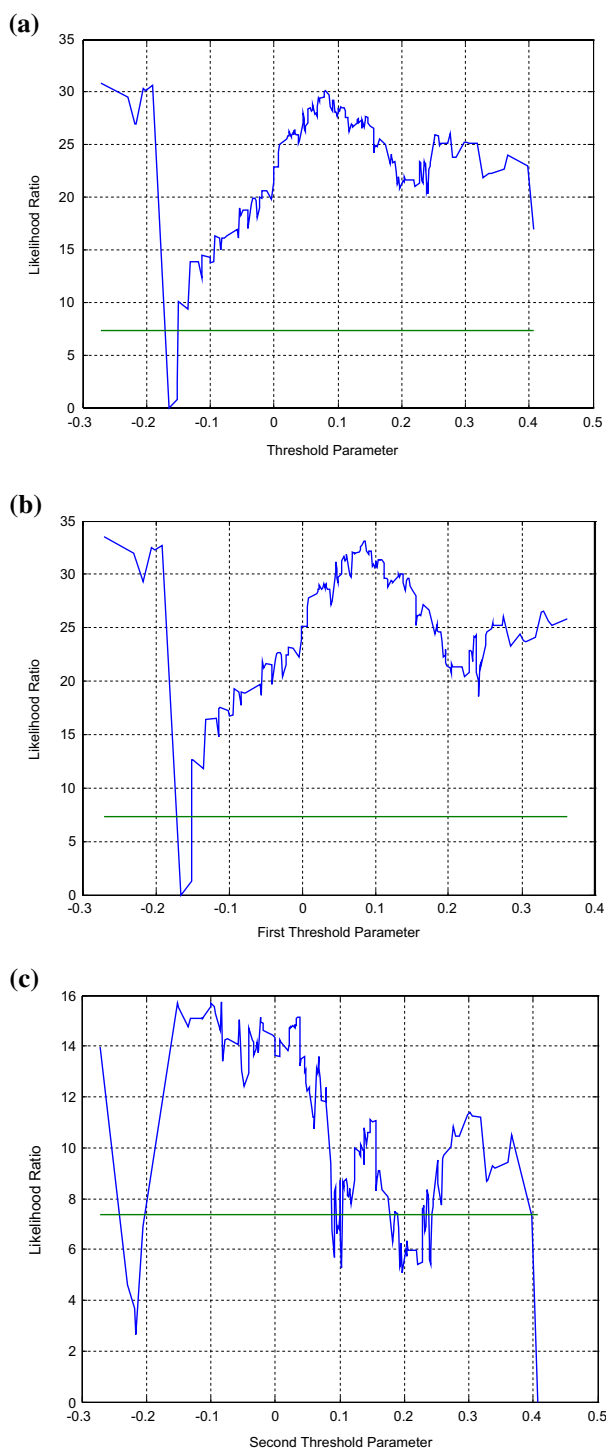 (a)
35
30
25
20
15
10
5
0
Likelihood Ratio
-0.3 -0.2 -0.1 0 0.1 0.2 0.3 0.4 0.5
Threshold Parameter
(b)
35
30
25
20
15
10
5
0
Likelihood Ratio
-0.3 -0.2 -0.1 0 0.1 0.2 0.3 0.4
First Threshold Parameter
(c)
16
14
12
10
8
6
4
2
0
Likelihood Ratio
-0.3 -0.2 -0.1 0 0.1 0.2 0.3 0.4 0.5
Second Threshold Parameter